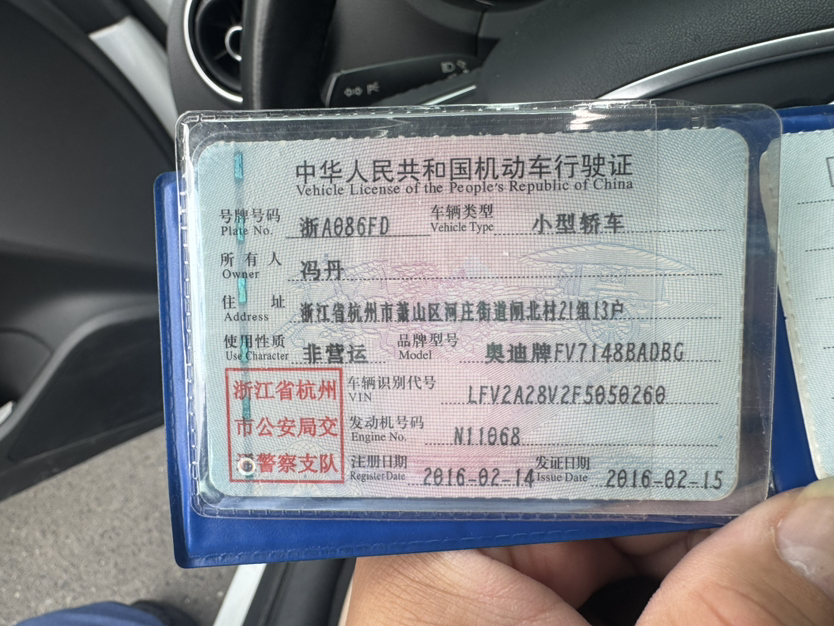 中华人民共和国机动车行驶证
Vehicle License of the People's Republic of China
号牌号码 浙A086FD 车辆类型 小型轿车
Plate No. Vehicle Type
所有人 冯丹
Owner
住址 浙江省杭州市萧山区河庄街道闸北村21组13户
Address
使用性质 非营运 品牌型号 奥迪牌FV7148BADBG
Use Character Model
浙江省杭州
市公安局交
通警察支队
车辆识别代号 LFV2A28V2F5050260
VIN
发动机号码 N11068
Engine No.
注册日期 2016-02-14 发证日期 2016-02-15
Register Date Issue Date